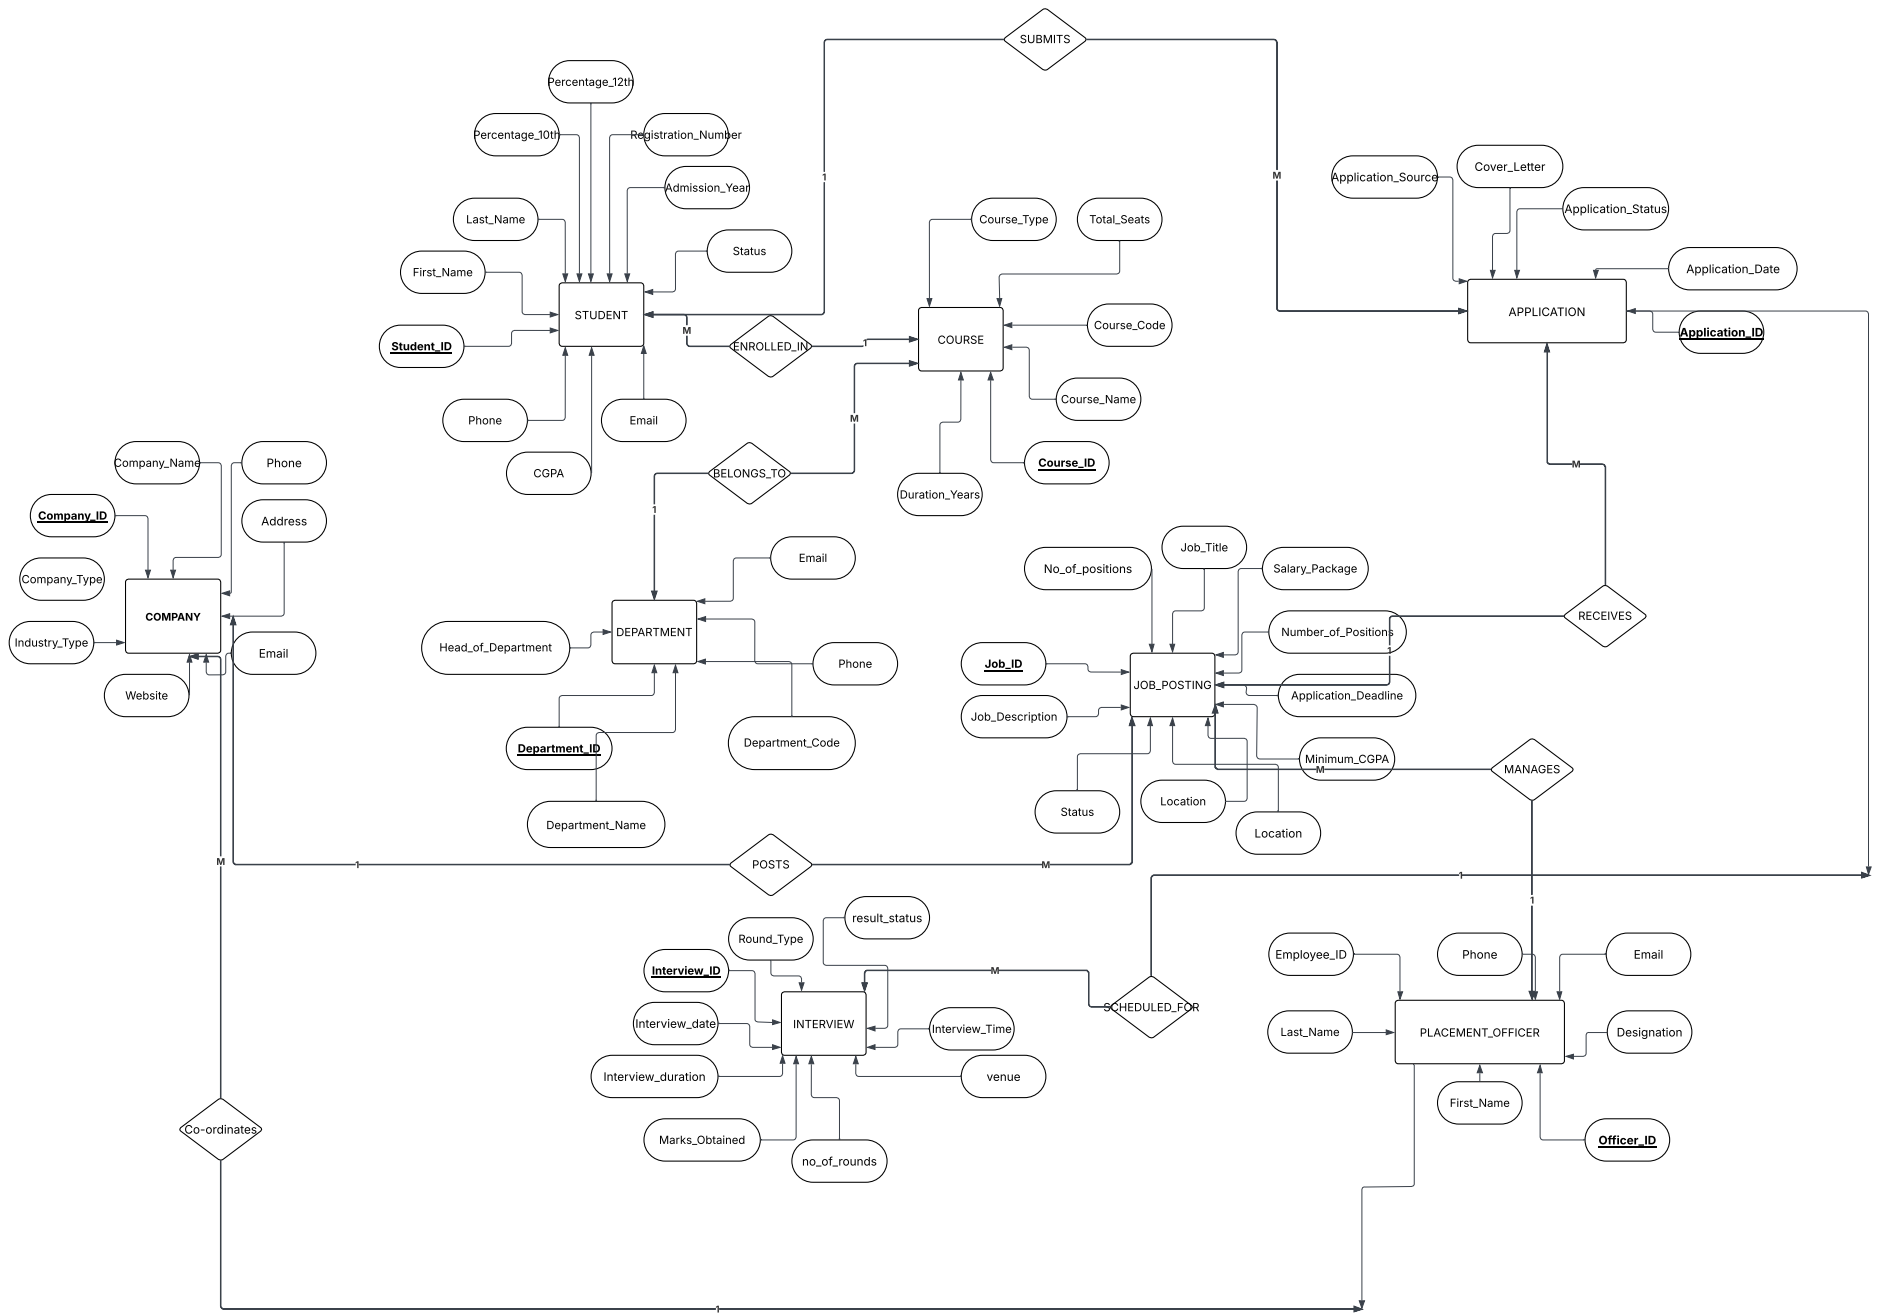 SUBMITS
Percentage_12th
Percentage_10th
Registration_Number
Admission_Year
Last_Name
Status
First_Name
STUDENT
Student_ID
Phone
Email
CGPA
1
M
ENROLLED_IN
1
Course_Type
Total_Seats
Course_Code
COURSE
Course_Name
Course_ID
Duration_Years
M
Application_Source
Cover_Letter
Application_Status
Application_Date
APPLICATION
Application_ID
M
BELONGS_TO
1
M
Company_Name
Phone
Company_ID
Address
Company_Type
COMPANY
Industry_Type
Email
Website
Email
DEPARTMENT
Head_of_Department
Phone
Department_ID
Department_Code
Department_Name
No_of_positions
Job_Title
Salary_Package
Number_of_Positions
Job_ID
JOB_POSTING
Application_Deadline
Job_Description
Minimum_CGPA
Status
Location
Location
RECEIVES
1
MANAGES
M
M
1
POSTS
M
1
1
result_status
Round_Type
Interview_ID
M
INTERVIEW
Interview_date
Interview_Time
Interview_duration
venue
Marks_Obtained
no_of_rounds
SCHEDULED_FOR
Employee_ID
Phone
Email
Last_Name
PLACEMENT_OFFICER
Designation
First_Name
Officer_ID
Co-ordinates
1